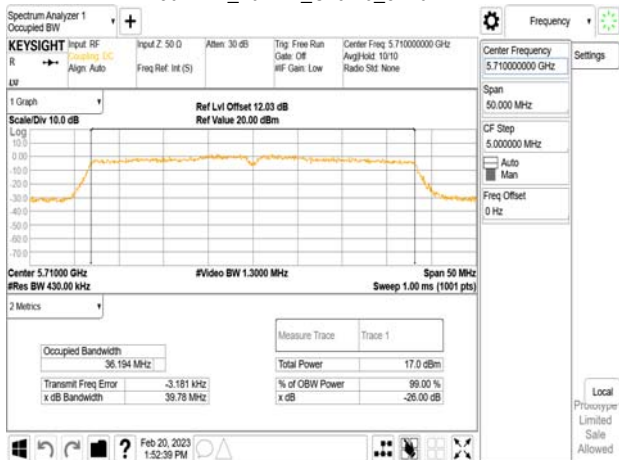 Spectrum Analyzer 1
Occupied BW
Frequency
KEYSIGHT
R
LVI
Input: RF
Coupling: DC
Align: Auto
Input Z: 50 Ω
Freq Ref: Int (S)
Atten: 30 dB
Trig: Free Run
Gate: Off
#IF Gain: Low
Center Freq: 5.710000000 GHz
Avg|Hold: 10/10
Radio Std: None
Center Frequency
5.710000000 GHz
Settings
Span
50.000 MHz
CF Step
5.000000 MHz
Auto
Man
Freq Offset
0 Hz
1 Graph
Scale/Div 10.0 dB
Ref Lvl Offset 12.03 dB
Ref Value 20.00 dBm
Log
10.0
0.00
-10.0
-20.0
-30.0
-40.0
-50.0
-60.0
-70.0
Center 5.71000 GHz
#Video BW 1.3000 MHz
Span 50 MHz
#Res BW 430.00 kHz
Sweep 1.00 ms (1001 pts)
2 Metrics
Measure Trace Trace 1
Occupied Bandwidth
36.194 MHz
Total Power 17.0 dBm
Transmit Freq Error -3.181 kHz
% of OBW Power 99.00 %
x dB Bandwidth 39.78 MHz
x dB -26.00 dB
Local
Prototype
Limited
Sale
Allowed
?
Feb 20, 2023
1:52:39 PM